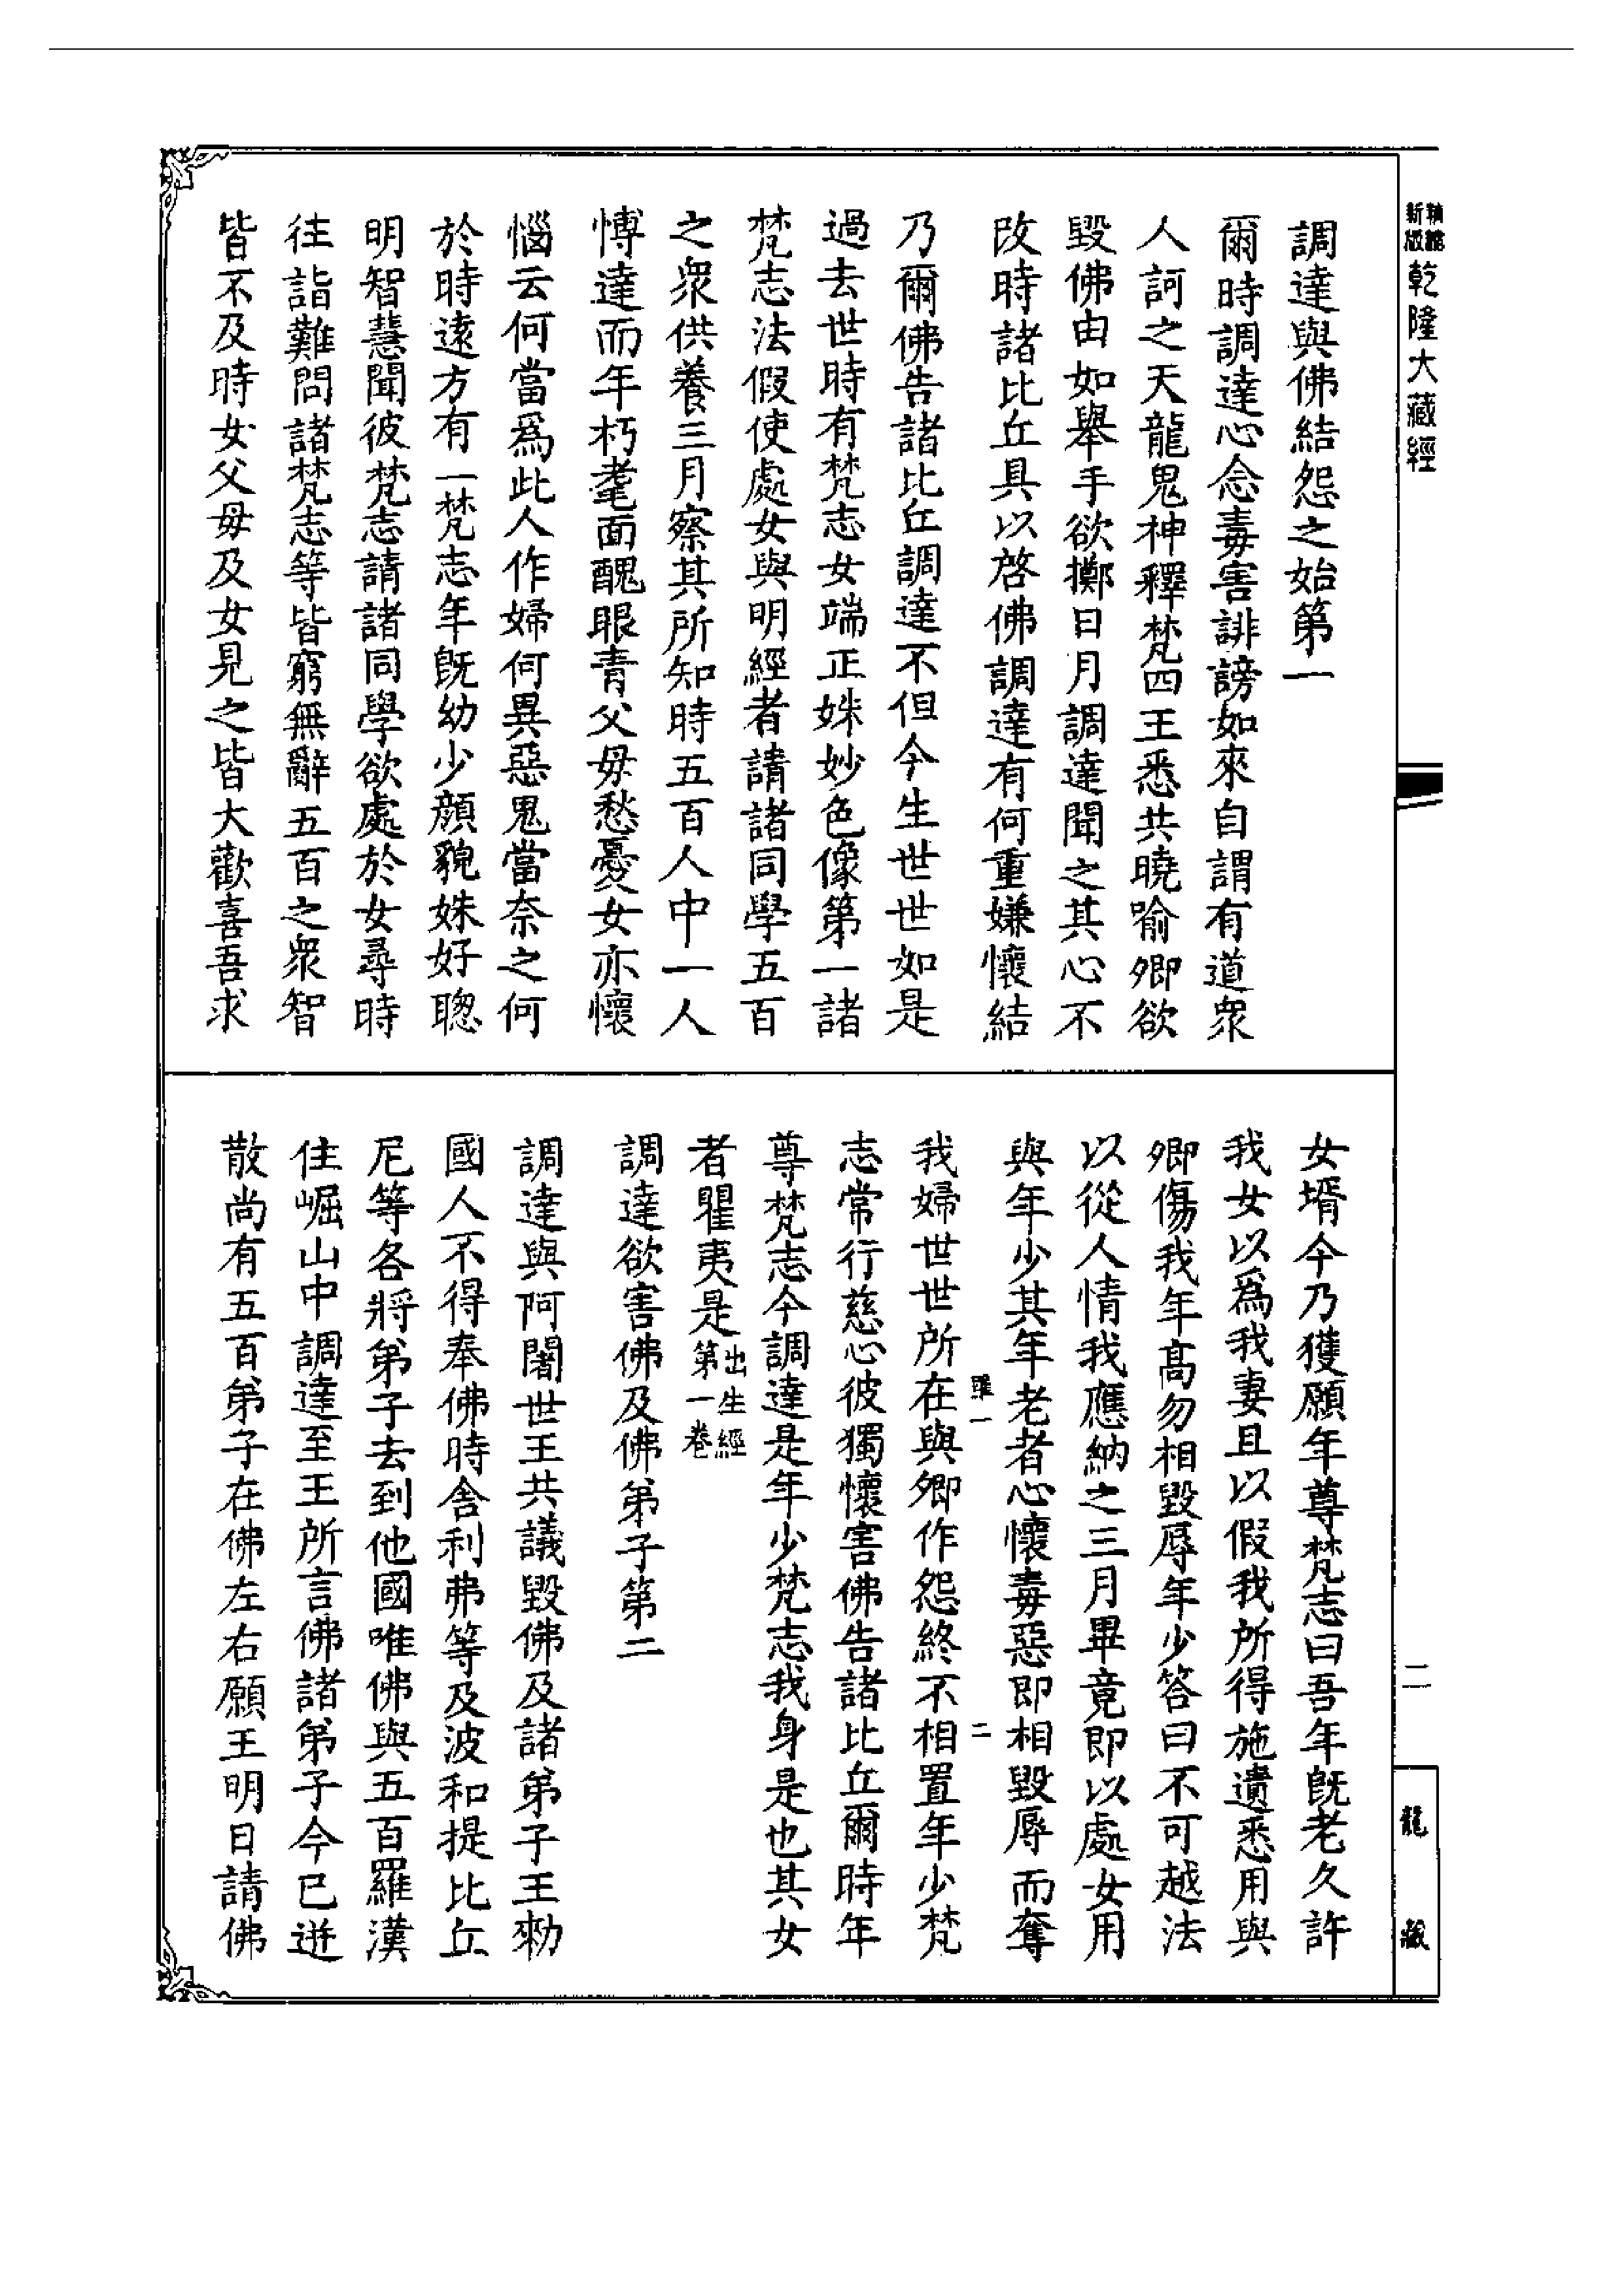 新版
乾隆大藏經
調達與佛結怨之始第一
爾時調達心念毒害誹謗如來自謂有道衆
人訶之天龍鬼神釋梵四王悉共曉喻卿欲
毀佛由如舉手欲擲日月調達聞之其心不
改時諸比丘具以啓佛調達有何重嫌懷結
乃爾佛告諸比丘調達不但今生世世如是
過去世時有梵志女端正姝妙色像第一諸
梵志法假使處女與明經者請諸同學五百
之衆供養三月察其所知時五百人中一人
愽達而年朽耄面醜眼青父母愁憂女亦懷
惱云何當爲此人作婦何異惡鬼當奈之何
於時遠方有一梵志年旣幼少顔貌姝好聰
明智慧聞彼梵志請諸同學欲處於女尋時
往詣難問諸梵志等皆窮無辭五百之衆智
皆不及時女父母及女見之皆大歡喜吾求
女壻今乃獲願年尊梵志曰吾年旣老久許
我女以爲我妻且以假我所得施遺悉用與
卿傷我年髙勿相毀辱年少答曰不可越法
以從人情我應納之三月畢竟即以處女用
與年少其年老者心懷毒惡即相毀辱而奪
我婦世世所在與卿作怨終不相置年少梵
志常行慈心彼獨懷害佛告諸比丘爾時年
尊梵志今調達是年少梵志我身是也其女
者瞿夷是出生經第一卷
調達欲害佛及佛弟子第二
調達與阿闍世王共議毀佛及諸弟子王勑
國人不得奉佛時舍利弗等及波和提比丘
尼等各將弟子去到他國唯佛與五百羅漢
住崛山中調達至王所言佛諸弟子今已迸
散尚有五百弟子在佛左右願王明日請佛
二
龍藏
二